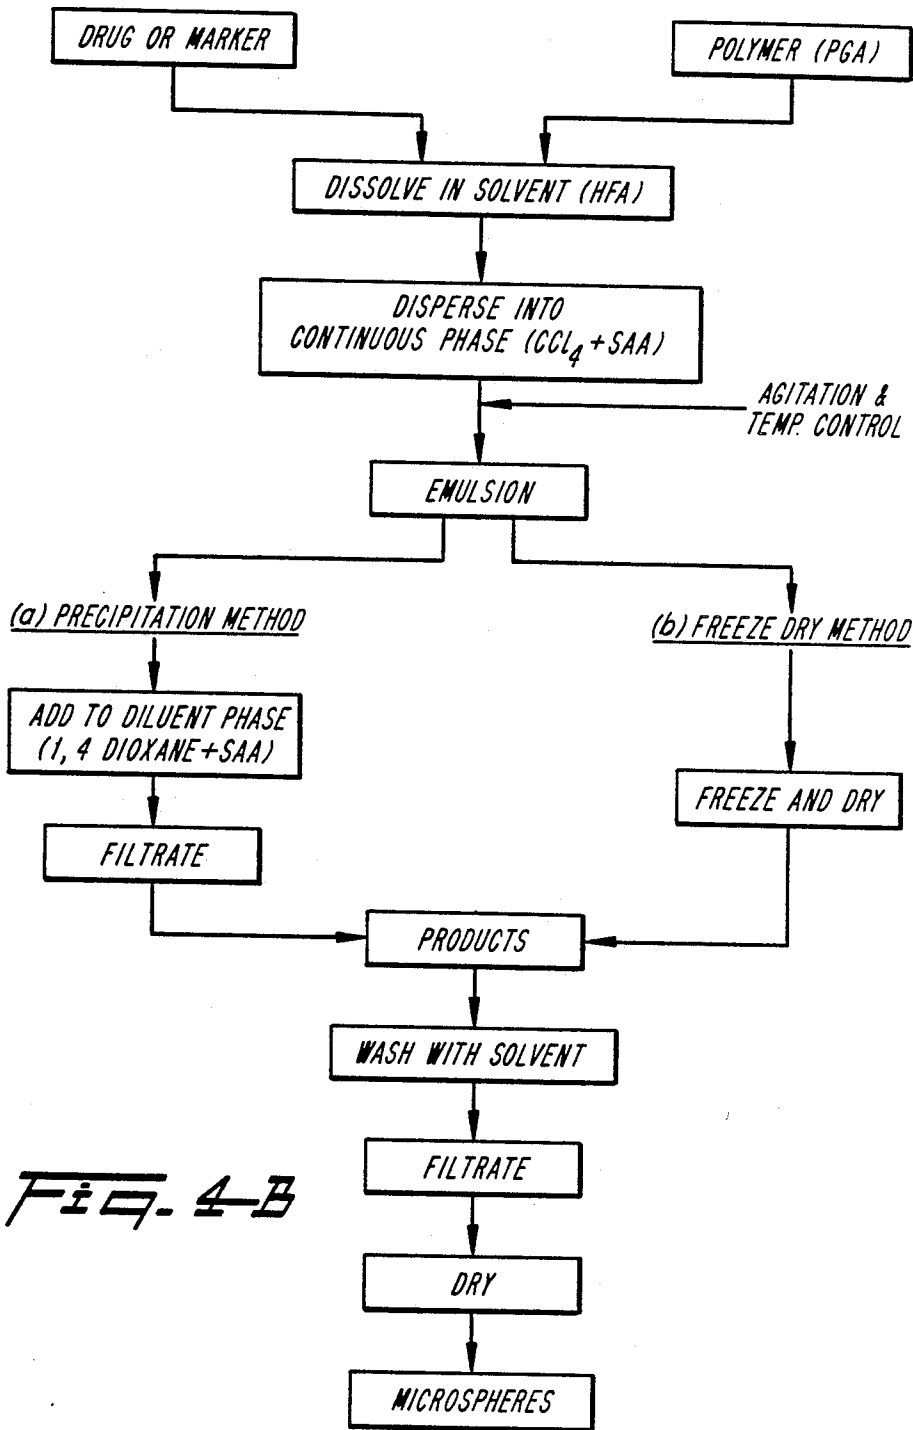 DRUG OR MARKER
POLYMER (PGA)
DISSOLVE IN SOLVENT (HFA)
DISPERSE INTO
CONTINUOUS PHASE (CCl4+SAA)
AGITATION &
TEMP. CONTROL
EMULSION
(a) PRECIPITATION METHOD
(b) FREEZE DRY METHOD
ADD TO DILUENT PHASE
(1, 4 DIOXANE+SAA)
FREEZE AND DRY
FILTRATE
PRODUCTS
WASH WITH SOLVENT
FILTRATE
Fig. 4-B
DRY
MICROSPHERES